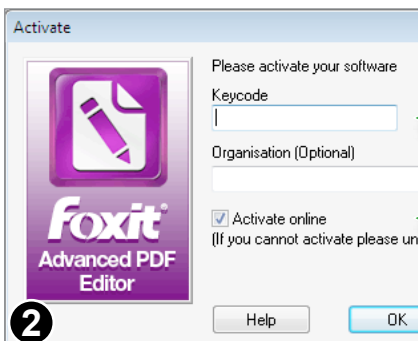 Activate
Please activate your software
Keycode
Organisation (Optional)
Activate online
(If you cannot activate please un
foxit
Advanced PDF
Editor
2
Help
OK